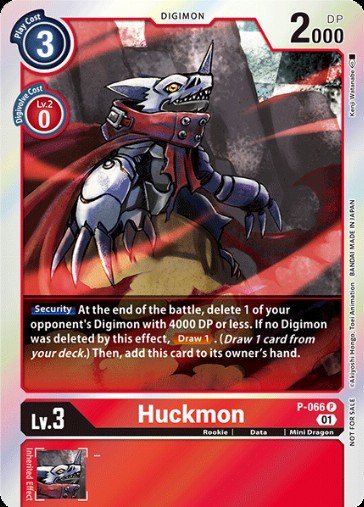 Play Cost
3
DIGIMON
DP
2000
Digivolve Cost
Lv.2
0
Kenji Watanabe
©Akiyoshi Hongo, Toei Animation BANDAI MADE IN JAPAN
NOT FOR SALE
Security At the end of the battle, delete 1 of your
opponent's Digimon with 4000 DP or less. If no Digimon
was deleted by this effect, Draw 1. (Draw 1 card from
your deck.) Then, add this card to its owner's hand.
Lv.3
Huckmon
P-066 P
01
Rookie Data Mini Dragon
Inherited Effect
–